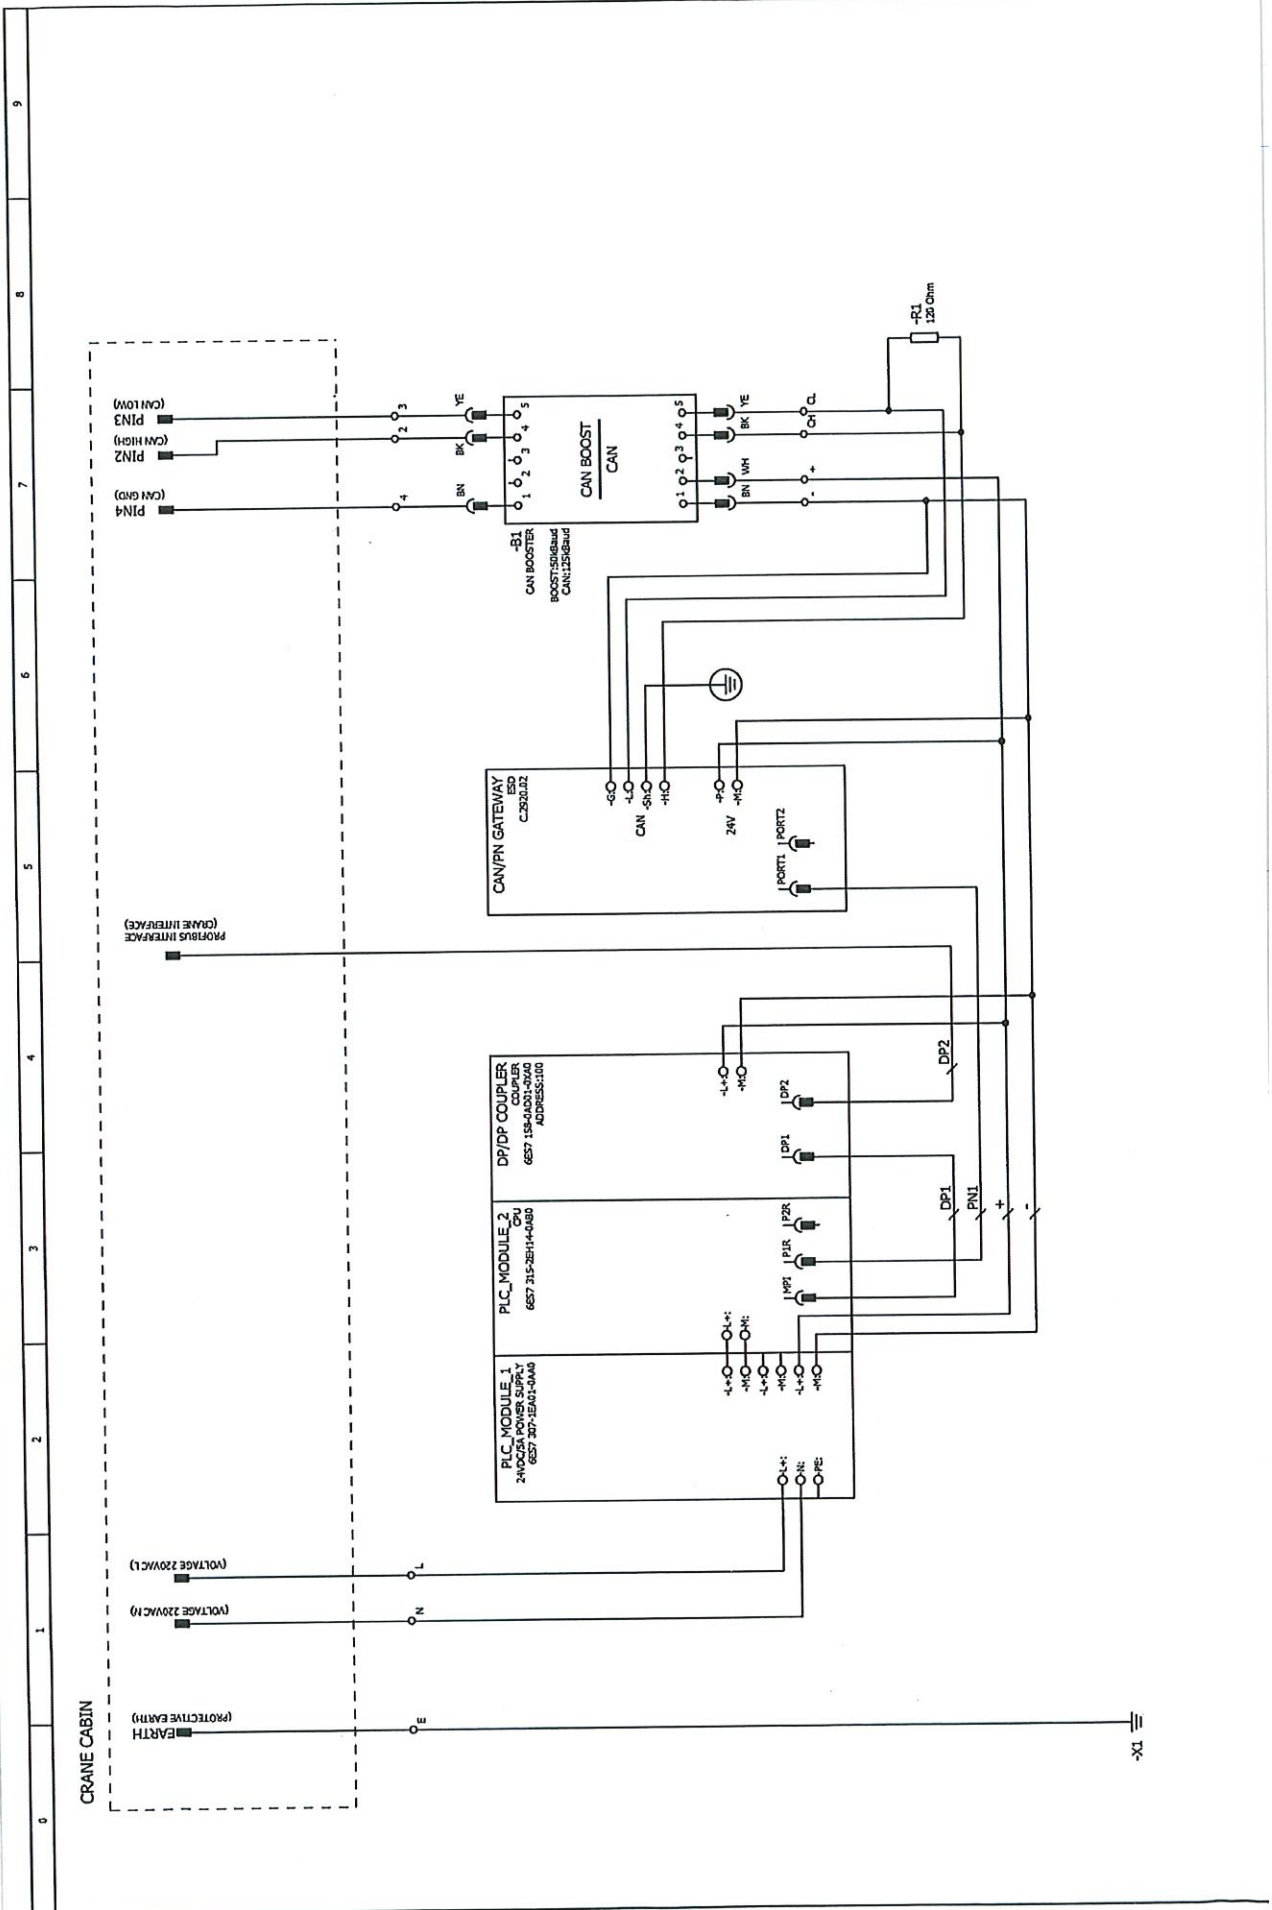 0
1
2
3
4
5
6
7
8
9
CRANE CABIN
EARTH
(PROTECTIVE EARTH)
(VOLTAGE 220VAC N)
(VOLTAGE 220VAC L)
PROFIBUS INTERFACE
(CRANE INTERFACE)
PIN4
(CAN GND)
PIN2
(CAN HIGH)
PIN3
(CAN LOW)
E
N
L
4
2
3
BN
BK
YE
PLC_MODULE_1
24VDC/5A POWER SUPPLY
6ES7 307-1EA01-0AA0
-L+:
-N:
-PE:
-L+:
-M:
-L+:
-M:
-L+:
-M:
PLC_MODULE_2
CPU
6ES7 315-2EH14-0AB0
-L+:
-M:
MPI
P1R
P2R
DP/DP COUPLER
COUPLER
6ES7 158-0AD01-0XA0
ADDRESS:100
-L+:
-M:
DP1
DP2
CAN/PN GATEWAY
ESD
C.2920.02
-G:
-L:
CAN -Sh:
-H:
24V
-P:
-M:
PORT1
PORT2
-B1
CAN BOOSTER
BOOST:50kBaud
CAN:125kBaud
1
2
3
4
5
CAN BOOST
CAN
1
2
3
4
5
BN
WH
BK
YE
-
+
CH
CL
-R1
120 Ohm
DP1
PN1
+
-
DP2
-X1